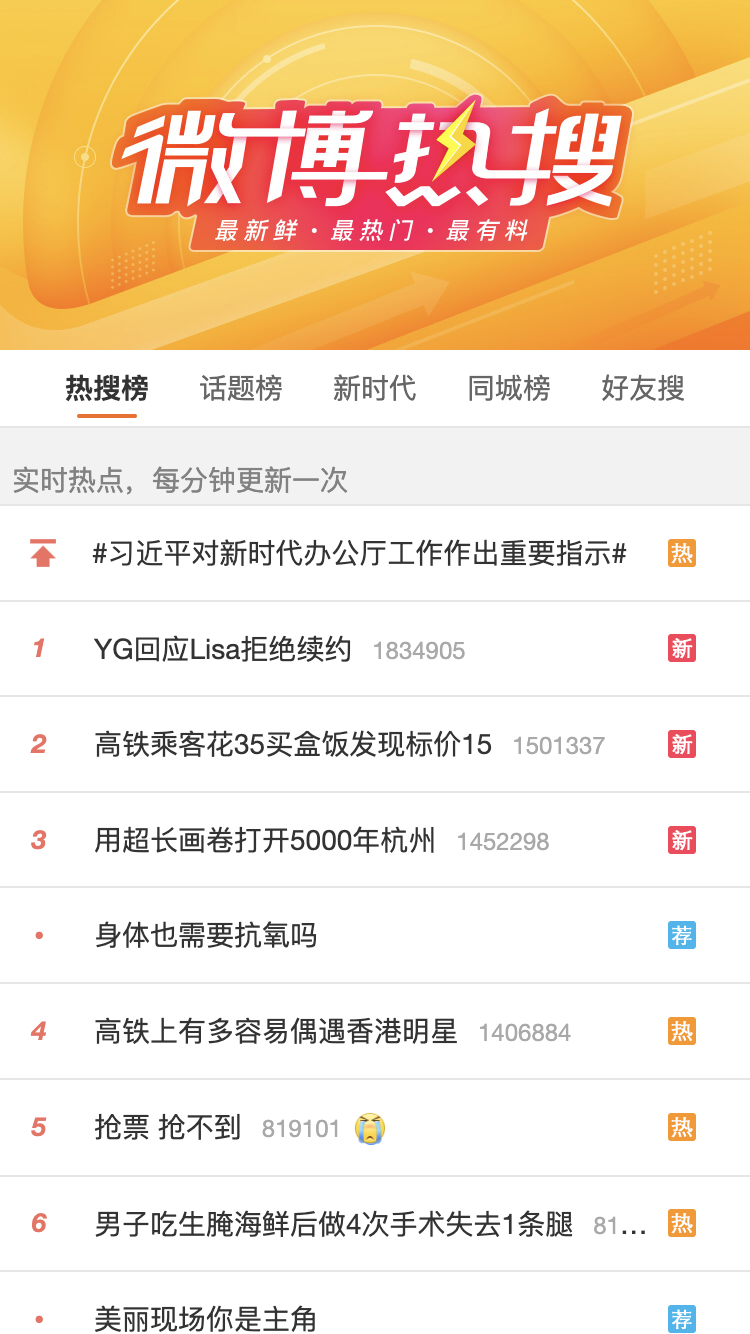 微博热搜
最新鲜·最热门·最有料
热搜榜 话题榜 新时代 同城榜 好友搜
实时热点，每分钟更新一次
#习近平对新时代办公厅工作作出重要指示# 热
1 YG回应Lisa拒绝续约 1834905 新
2 高铁乘客花35买盒饭发现标价15 1501337 新
3 用超长画卷打开5000年杭州 1452298 新
• 身体也需要抗氧吗 荐
4 高铁上有多容易偶遇香港明星 1406884 热
5 抢票 抢不到 819101 😭 热
6 男子吃生腌海鲜后做4次手术失去1条腿 81... 热
• 美丽现场你是主角 荐